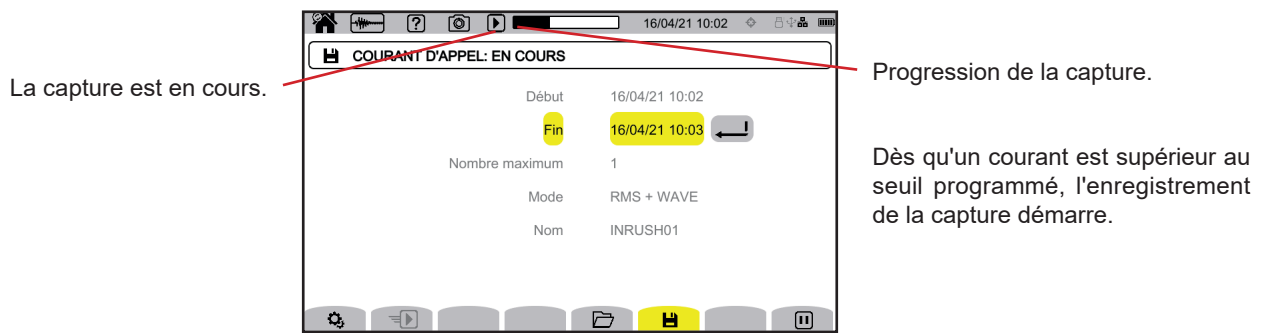 16/04/21 10:02
COURANT D'APPEL: EN COURS
La capture est en cours.
Progression de la capture.
Début 16/04/21 10:02
Fin 16/04/21 10:03
Nombre maximum 1
Mode RMS + WAVE
Nom INRUSH01
Dès qu'un courant est supérieur au
seuil programmé, l'enregistrement
de la capture démarre.